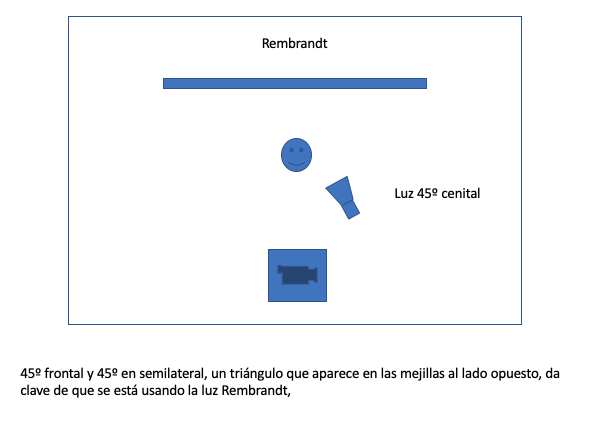 Rembrandt
Luz 45º cenital
45º frontal y 45º en semilateral, un triángulo que aparece en las mejillas al lado opuesto, da
clave de que se está usando la luz Rembrandt,